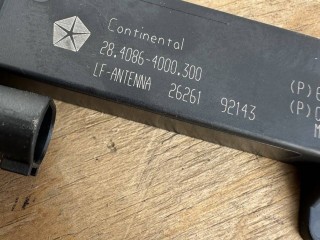 Continental
28.4086-4000.300
LF-ANTENNA 26261 92143
(P)
(P)